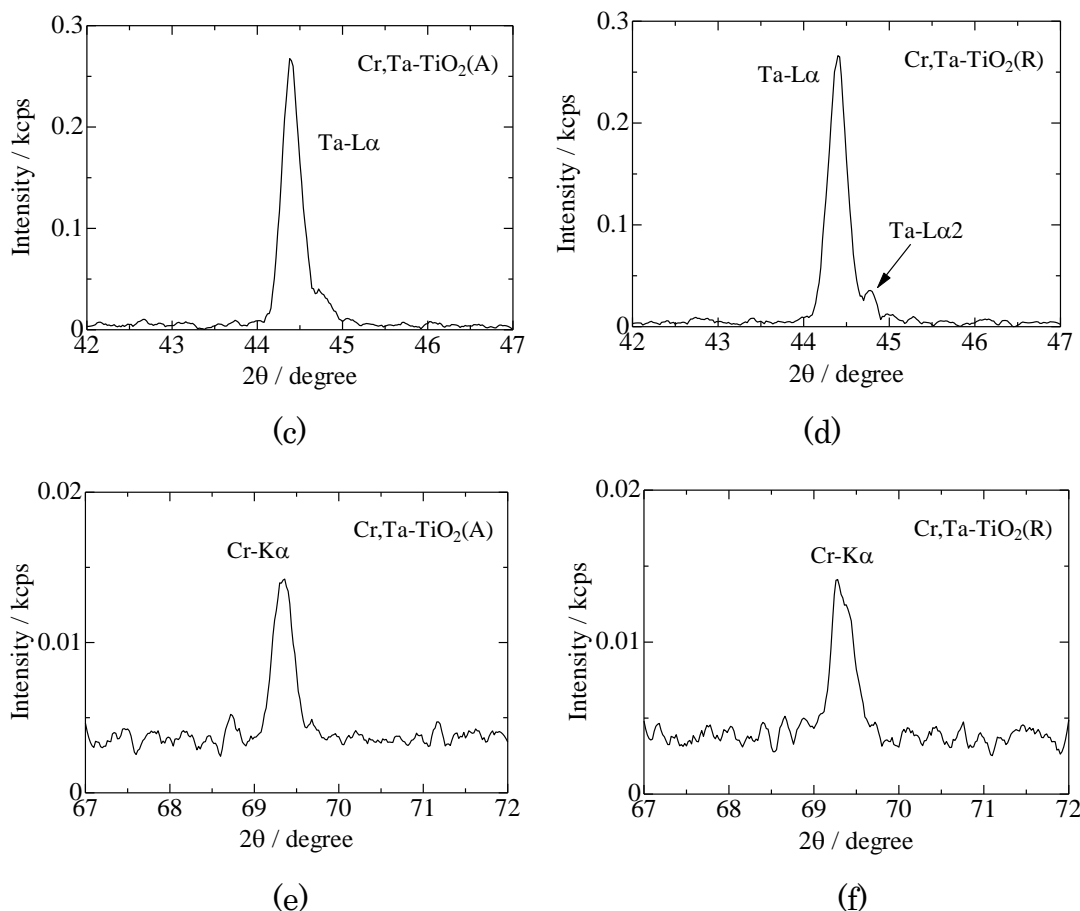 0.3
Cr,Ta-TiO₂(A)
Ta-Lα
0.2
0.1
0
Intensity / kcps
42 43 44 45 46 47
2θ / degree
(c)
0.3
Cr,Ta-TiO₂(R)
Ta-Lα
0.2
Ta-Lα2
0.1
0
Intensity / kcps
42 43 44 45 46 47
2θ / degree
(d)
0.02
Cr,Ta-TiO₂(A)
Cr-Kα
0.01
0
Intensity / kcps
67 68 69 70 71 72
2θ / degree
(e)
0.02
Cr,Ta-TiO₂(R)
Cr-Kα
0.01
0
Intensity / kcps
67 68 69 70 71 72
2θ / degree
(f)